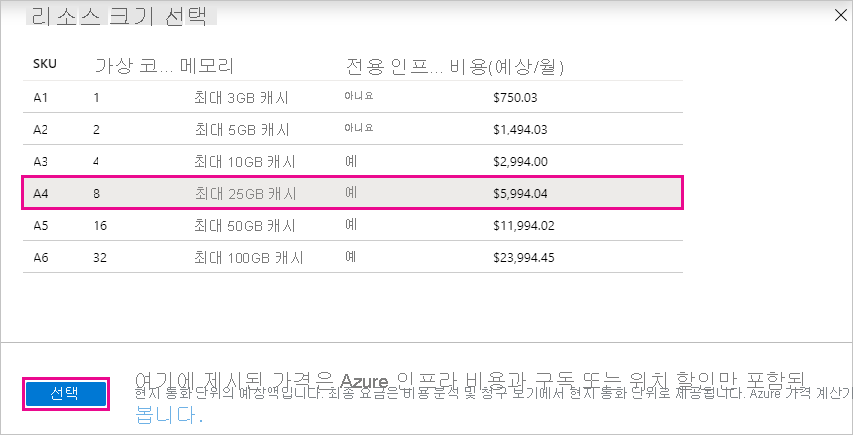 리소스 크기 선택
SKU 가상 코... 메모리 전용 인프... 비용(예상/월)
A1 1 최대 3GB 캐시 아니요 $750.03
A2 2 최대 5GB 캐시 아니요 $1,494.03
A3 4 최대 10GB 캐시 예 $2,994.00
A4 8 최대 25GB 캐시 예 $5,994.04
A5 16 최대 50GB 캐시 예 $11,994.02
A6 32 최대 100GB 캐시 예 $23,994.45
여기에 제시된 가격은 Azure 인프라 비용과 구독 또는 위치 할인만 포함된
선택 현지 통화 단위의 예상액입니다. 최종 요금은 비용 분석 및 청구 보기에서 현지 통화 단위로 제공됩니다. Azure 가격 계산기
봅니다.